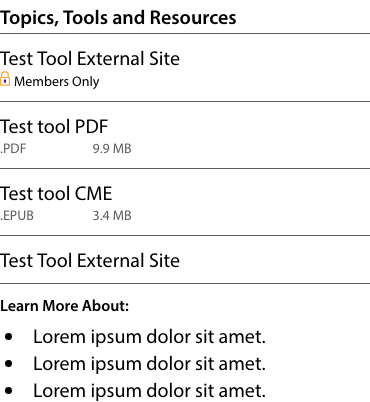 Topics, Tools and Resources
Test Tool External Site
Members Only
Test tool PDF
.PDF 9.9 MB
Test tool CME
.EPUB 3.4 MB
Test Tool External Site
Learn More About:
• Lorem ipsum dolor sit amet.
• Lorem ipsum dolor sit amet.
• Lorem ipsum dolor sit amet.